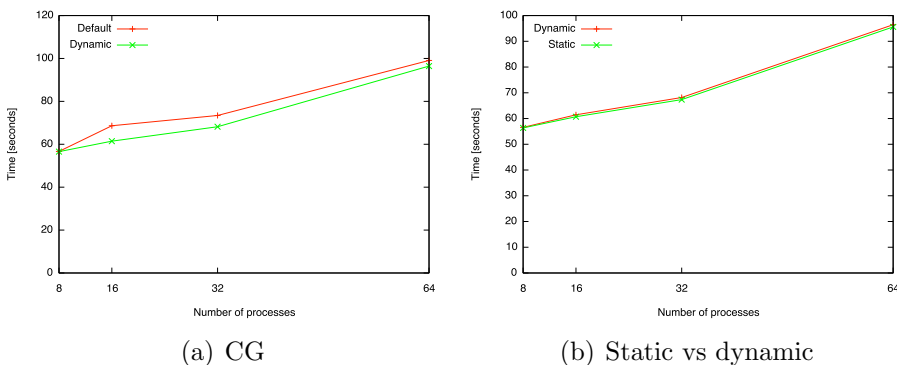 120
100
80
60
40
20
0
Time [seconds]
Default
Dynamic
8 16 32 64
Number of processes
(a) CG
100
90
80
70
60
50
40
30
20
10
0
Time [seconds]
Dynamic
Static
8 16 32 64
Number of processes
(b) Static vs dynamic